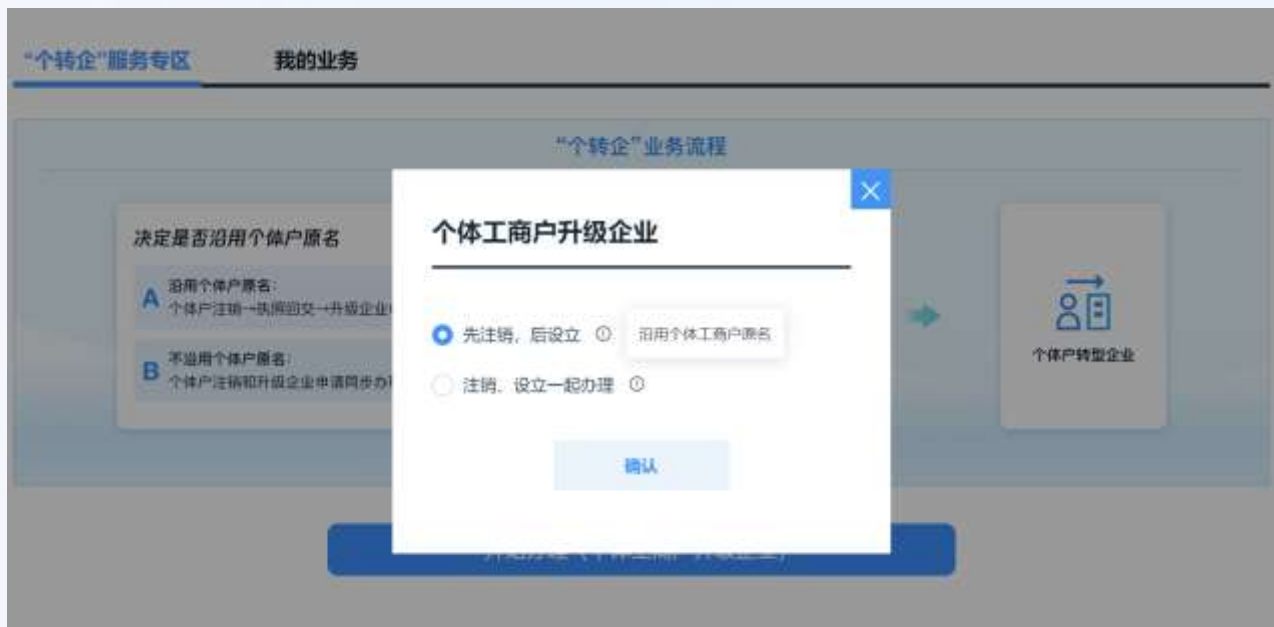 “个转企”服务专区
我的业务
“个转企”业务流程
决定是否沿用个体户原名
A 沿用个体户原名：
个体户注销→执照回交→升级企业
B 不沿用个体户原名：
个体户注销和升级企业申请同步办
个体工商户升级企业
先注销，后设立
沿用个体工商户原名
注销、设立一起办理
确认
个体户转型企业